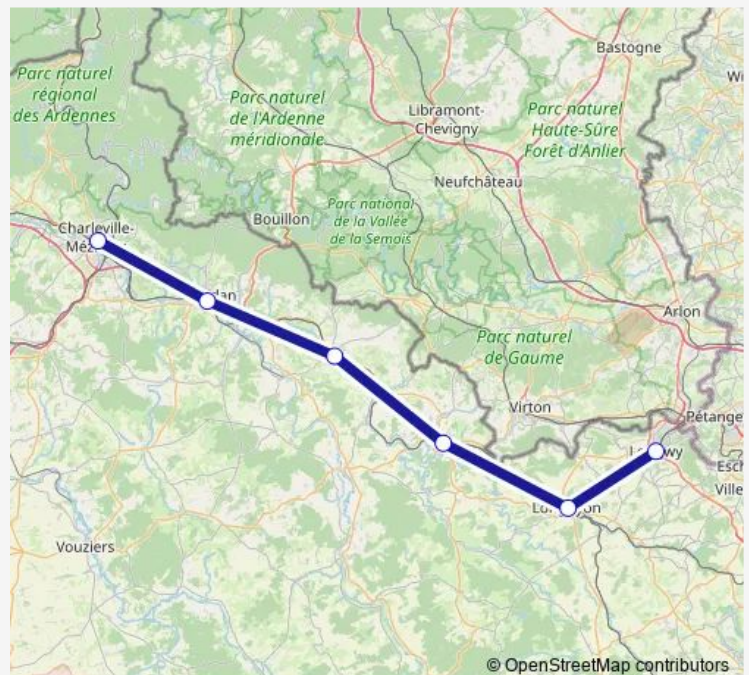 Bastogne
Parc naturel
régional
des Ardennes
Parc naturel
de l'Ardenne
méridionale
Libramont-
Chevigny
Parc naturel
Haute-Sûre
Forêt d'Anlier
Neufchâteau
Parc national
de la Vallée
de la Semois
Bouillon
Charleville-
Arlon
Parc naturel
de Gaume
Virton
Vouziers
© OpenStreetMap contributors